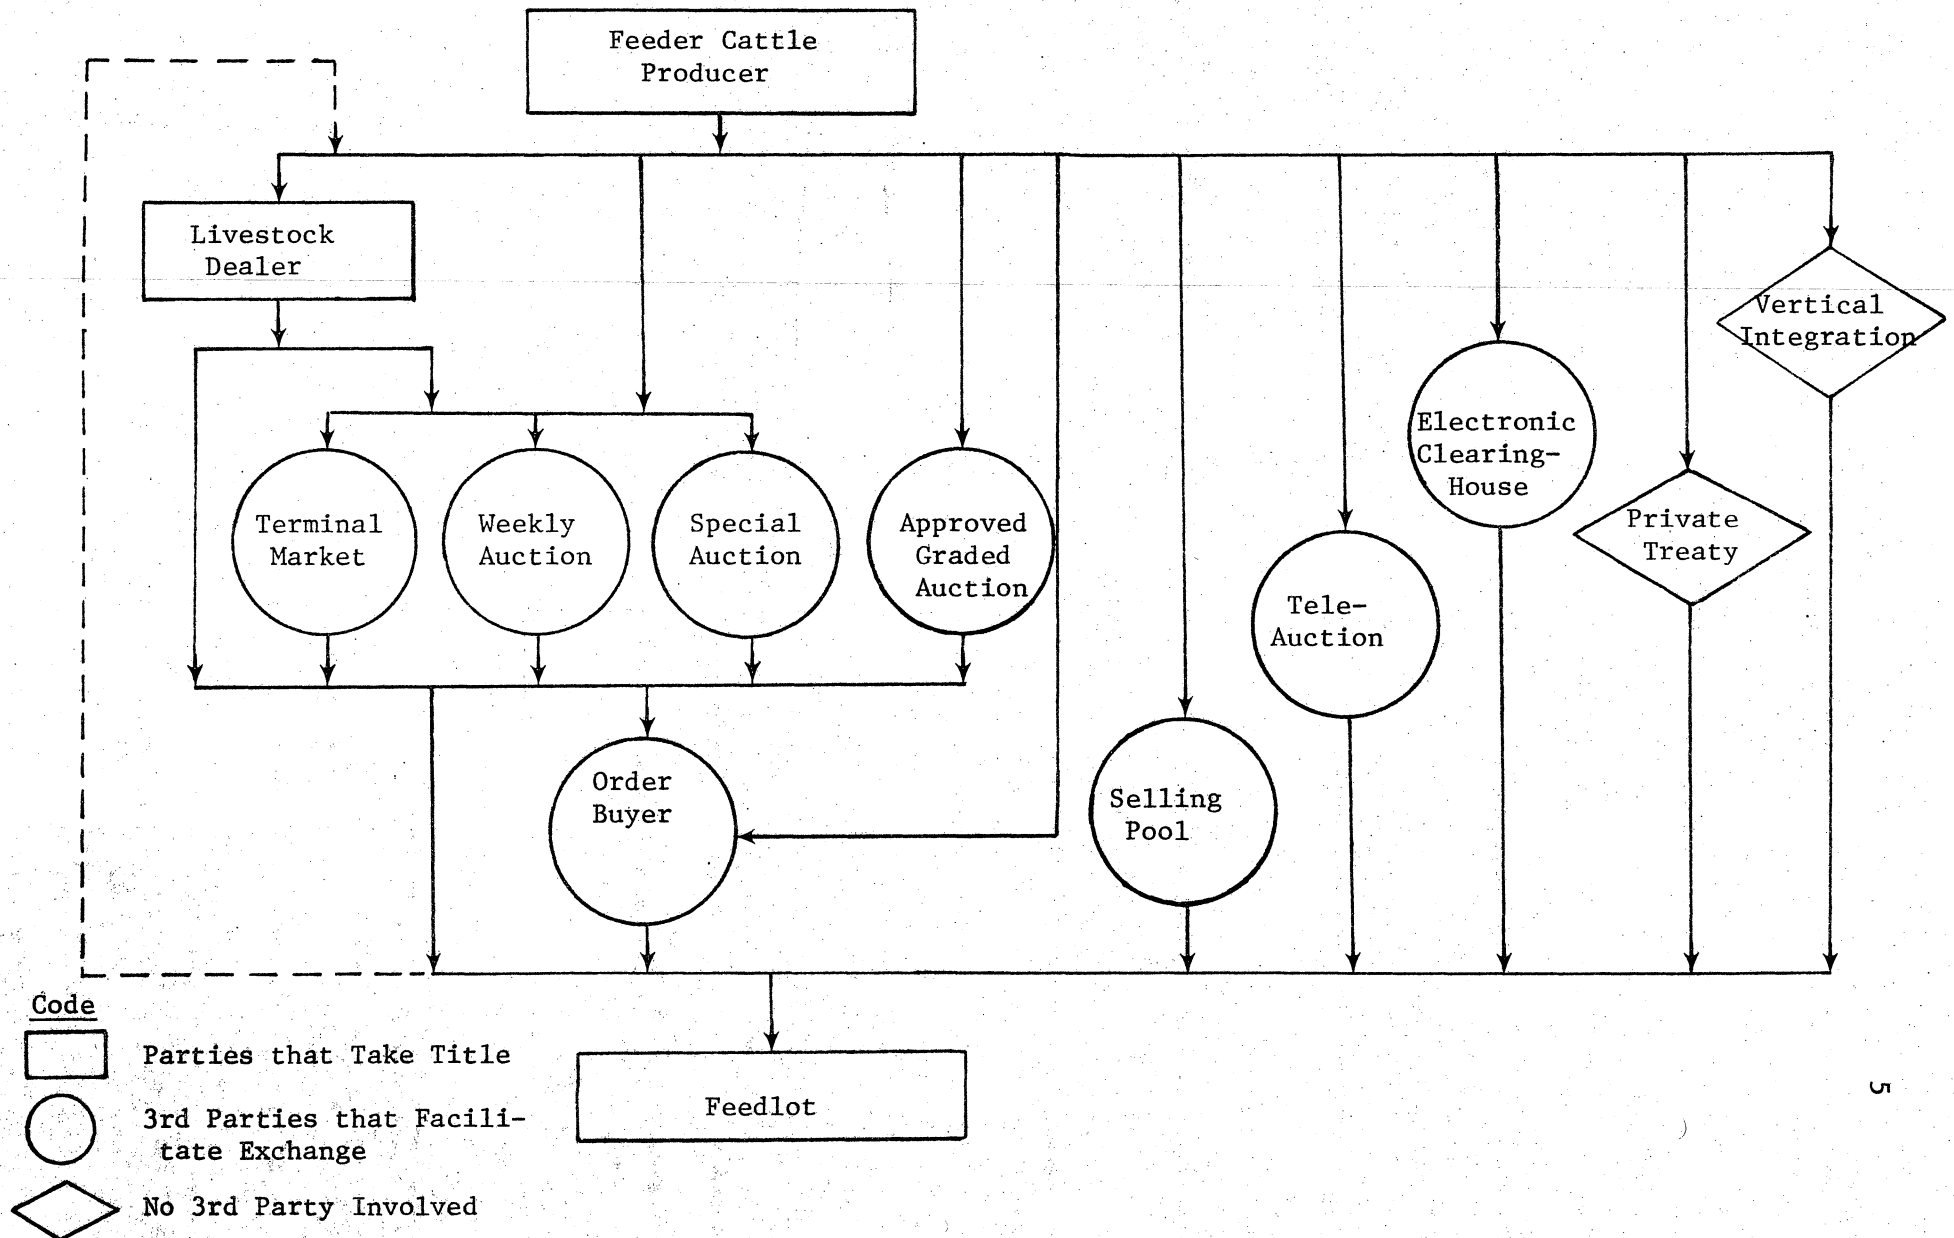 Feeder Cattle
Producer
Livestock
Dealer
Vertical
Integration
Electronic
Clearing-
House
Terminal
Market
Weekly
Auction
Special
Auction
Approved
Graded
Auction
Private
Treaty
Tele-
Auction
Order
Buyer
Selling
Pool
Code
Parties that Take Title
3rd Parties that Facili-
tate Exchange
No 3rd Party Involved
Feedlot
5